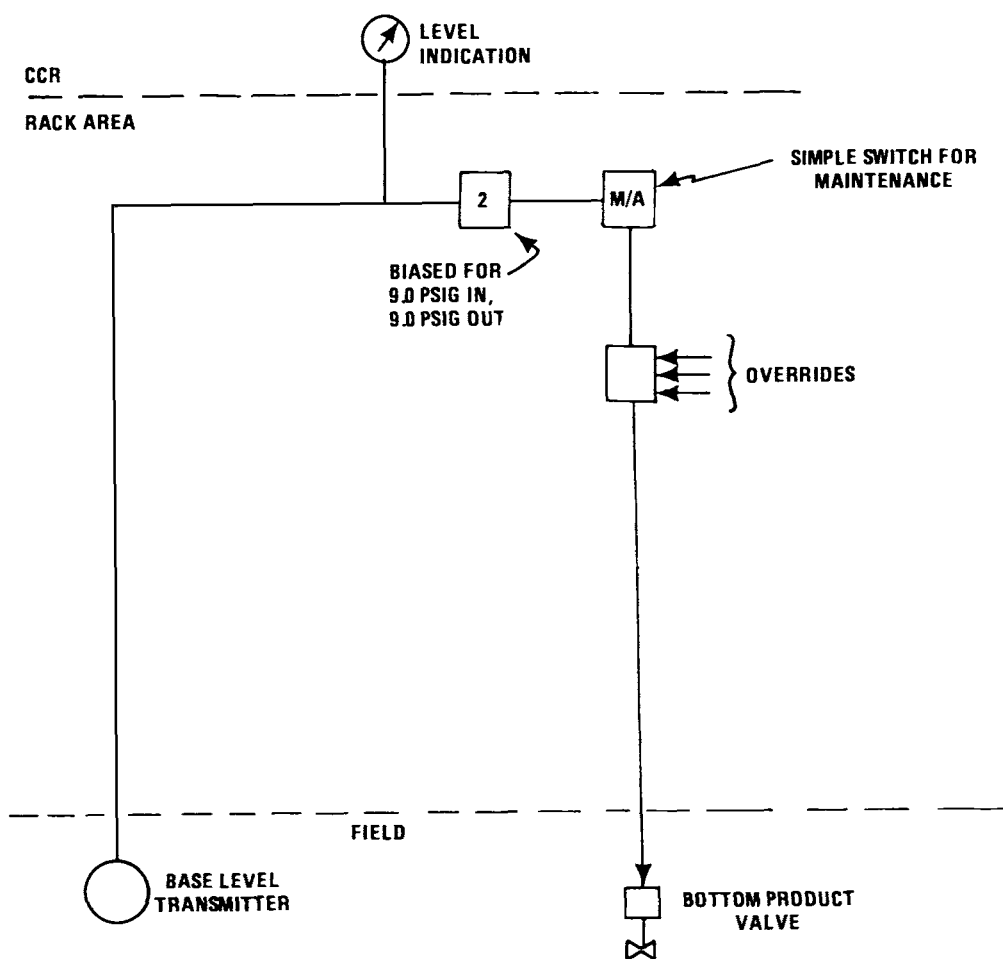 LEVEL
INDICATION
CCR
RACK AREA
SIMPLE SWITCH FOR
MAINTENANCE
2
M/A
BIASED FOR
9.0 PSIG IN,
9.0 PSIG OUT
OVERRIDES
FIELD
BASE LEVEL
TRANSMITTER
BOTTOM PRODUCT
VALVE